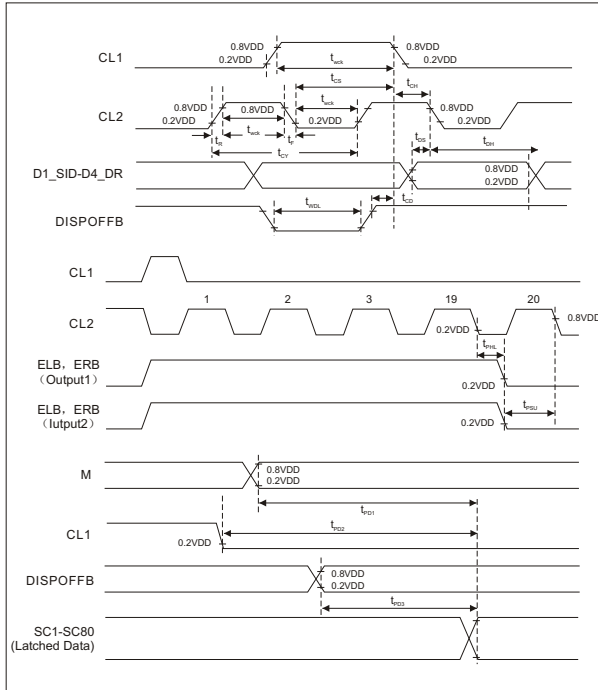 CL1
0.8VDD
0.2VDD
0.8VDD
0.2VDD
twck
tCS
tCH
CL2
0.8VDD
0.2VDD
0.8VDD
twck
0.2VDD
0.8VDD
0.2VDD
tR
twck
tF
tCY
tDS
tDH
D1_SID-D4_DR
0.8VDD
0.2VDD
DISPOFFB
tWDL
tCD
CL1
CL2
1
2
3
19
20
0.2VDD
0.8VDD
ELB，ERB
（Output1）
tPHL
0.2VDD
ELB，ERB
(Iutput2)
tPSU
0.2VDD
M
0.8VDD
0.2VDD
tPD1
CL1
0.2VDD
tPD2
DISPOFFB
0.8VDD
0.2VDD
tPD3
SC1-SC80
(Latched Data)